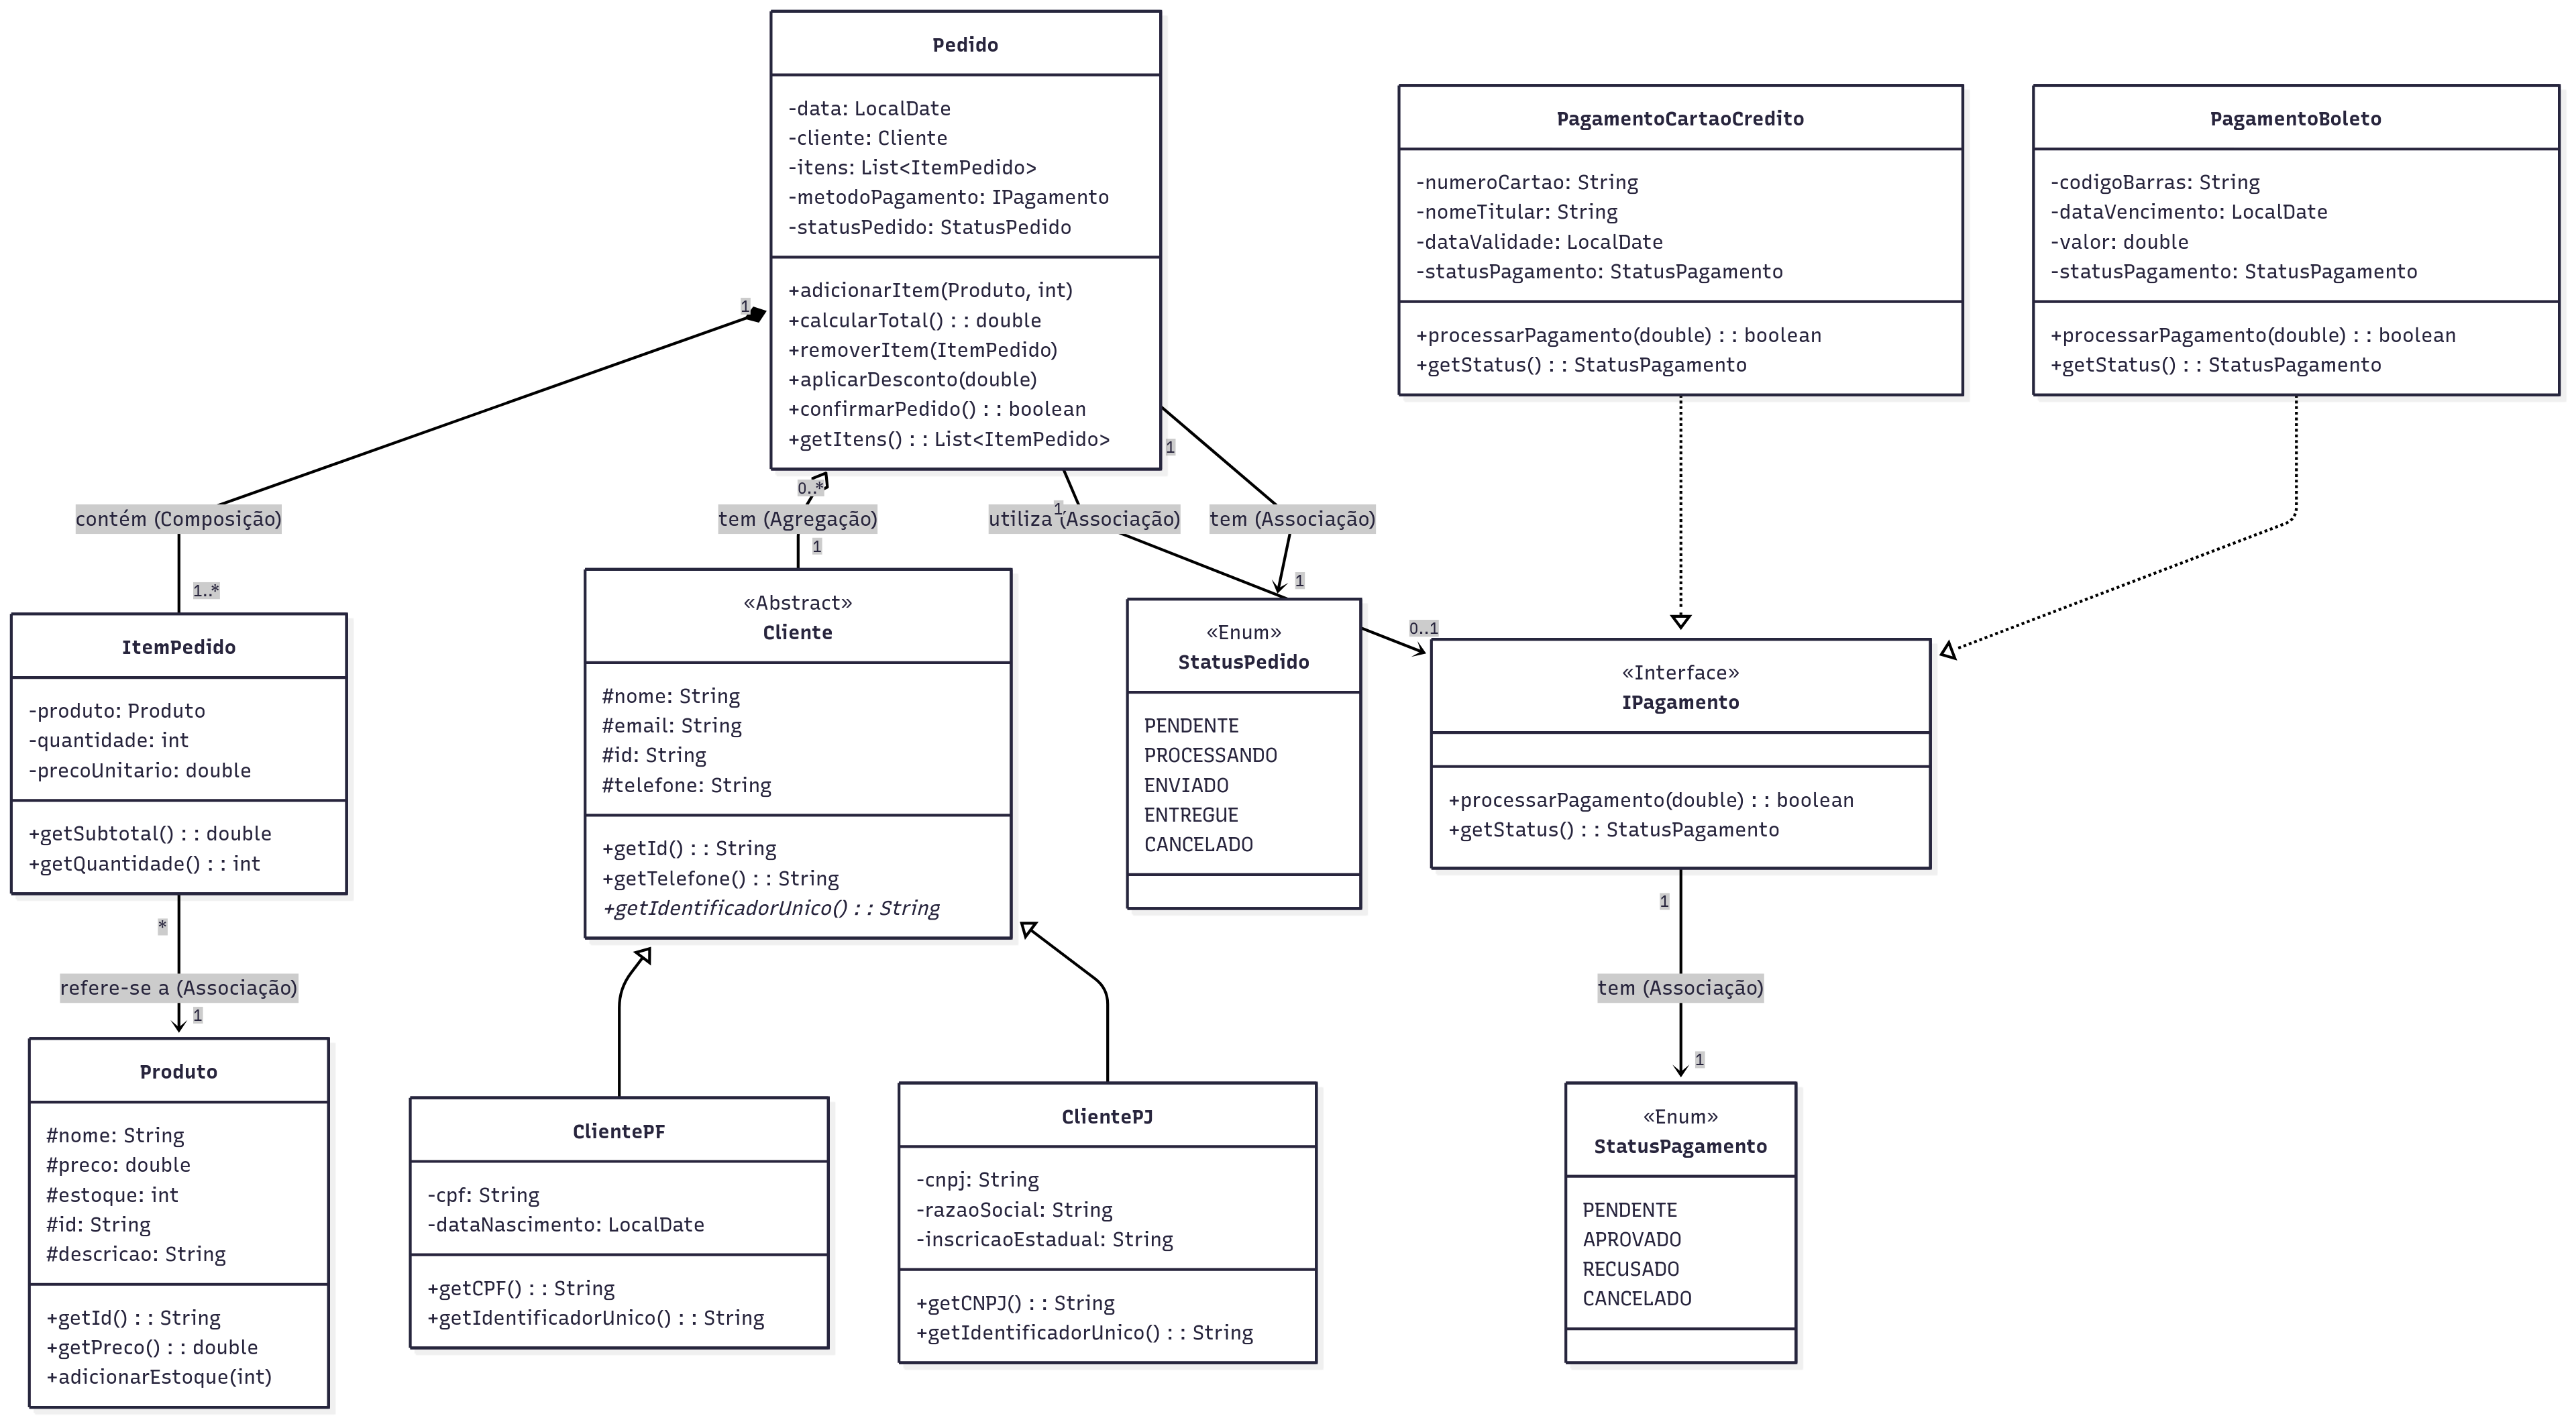 Pedido
-data: LocalDate
-cliente: Cliente
-itens: List<ItemPedido>
-metodoPagamento: IPagamento
-statusPedido: StatusPedido
+adicionarItem(Produto, int)
+calcularTotal() : : double
+removerItem(ItemPedido)
+aplicarDesconto(double)
+confirmarPedido() : : boolean
+getItens() : : List<ItemPedido>
PagamentoCartaoCredito
-numeroCartao: String
-nomeTitular: String
-dataValidade: LocalDate
-statusPagamento: StatusPagamento
+processarPagamento(double) : : boolean
+getStatus() : : StatusPagamento
PagamentoBoleto
-codigoBarras: String
-dataVencimento: LocalDate
-valor: double
-statusPagamento: StatusPagamento
+processarPagamento(double) : : boolean
+getStatus() : : StatusPagamento
1
contém (Composição)
1..*
0..*
tem (Agregação)
1
1
utiliza (Associação)
0..1
1
tem (Associação)
1
ItemPedido
-produto: Produto
-quantidade: int
-precoUnitario: double
+getSubtotal() : : double
+getQuantidade() : : int
«Abstract»
Cliente
#nome: String
#email: String
#id: String
#telefone: String
+getId() : : String
+getTelefone() : : String
+getIdentificadorUnico() : : String
«Enum»
StatusPedido
PENDENTE
PROCESSANDO
ENVIADO
ENTREGUE
CANCELADO
«Interface»
IPagamento
+processarPagamento(double) : : boolean
+getStatus() : : StatusPagamento
*
refere-se a (Associação)
1
1
tem (Associação)
1
Produto
#nome: String
#preco: double
#estoque: int
#id: String
#descricao: String
+getId() : : String
+getPreco() : : double
+adicionarEstoque(int)
ClientePF
-cpf: String
-dataNascimento: LocalDate
+getCPF() : : String
+getIdentificadorUnico() : : String
ClientePJ
-cnpj: String
-razaoSocial: String
-inscricaoEstadual: String
+getCNPJ() : : String
+getIdentificadorUnico() : : String
«Enum»
StatusPagamento
PENDENTE
APROVADO
RECUSADO
CANCELADO